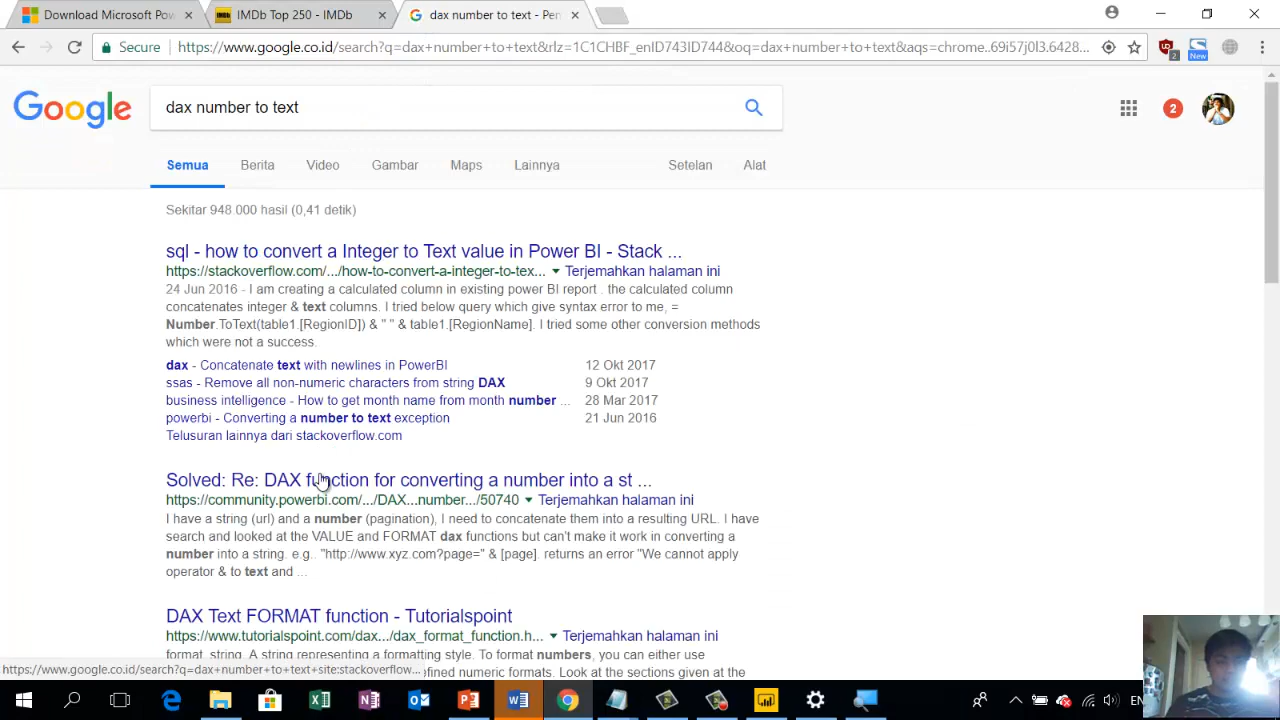 Download Microsoft Pow
IMDb Top 250 - IMDb
dax number to text - Pen
Secure
https://www.google.co.id/search?q=dax+number+to+text&rlz=1C1CHBF_enID743ID744&oq=dax+number+to+text&aqs=chrome..69i57j0l3.6428...
2
New
Google
dax number to text
2
Semua
Berita
Video
Gambar
Maps
Lainnya
Setelan
Alat
Sekitar 948.000 hasil (0,41 detik)
sql - how to convert a Integer to Text value in Power BI - Stack ...
https://stackoverflow.com/.../how-to-convert-a-integer-to-tex... Terjemahkan halaman ini
24 Jun 2016 - I am creating a calculated column in existing power BI report . the calculated column
concatenates integer & text columns. I tried below query which give syntax error to me, =
Number.ToText(table1.[RegionID]) & " " & table1.[RegionName]. I tried some other conversion methods
which were not a success.
dax - Concatenate text with newlines in PowerBI 12 Okt 2017
ssas - Remove all non-numeric characters from string DAX 9 Okt 2017
business intelligence - How to get month name from month number ... 28 Mar 2017
powerbi - Converting a number to text exception 21 Jun 2016
Telusuran lainnya dari stackoverflow.com
Solved: Re: DAX function for converting a number into a st ...
https://community.powerbi.com/.../DAX...number.../50740 Terjemahkan halaman ini
I have a string (url) and a number (pagination), I need to concatenate them into a resulting URL. I have
search and looked at the VALUE and FORMAT dax functions but can't make it work in converting a
number into a string. e.g.. "http://www.xyz.com?page=" & [page]. returns an error "We cannot apply
operator & to text and ...
DAX Text FORMAT function - Tutorialspoint
https://www.tutorialspoint.com/dax.../dax_format_function.h... Terjemahkan halaman ini
format_string. A string representing a formatting style. To format numbers, you can either use
efined numeric formats. Look at the sections given at the
https://www.google.co.id/search?q=dax+number+to+text+site:stackoverflow...